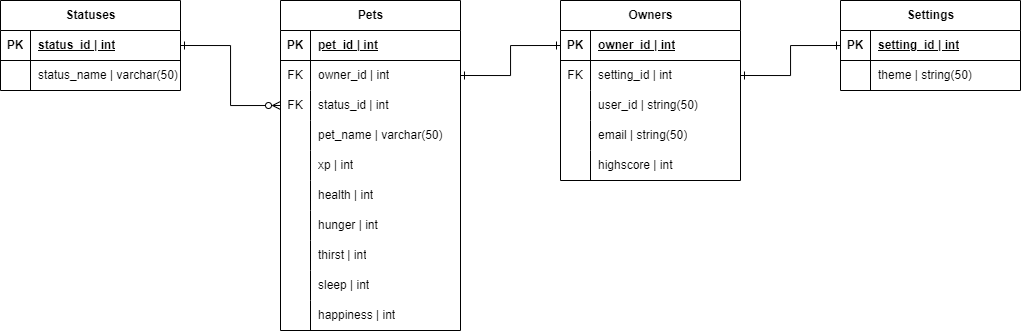 Statuses
PK status_id | int
status_name | varchar(50)
Pets
PK pet_id | int
FK owner_id | int
FK status_id | int
pet_name | varchar(50)
xp | int
health | int
hunger | int
thirst | int
sleep | int
happiness | int
Owners
PK owner_id | int
FK setting_id | int
user_id | string(50)
email | string(50)
highscore | int
Settings
PK setting_id | int
theme | string(50)